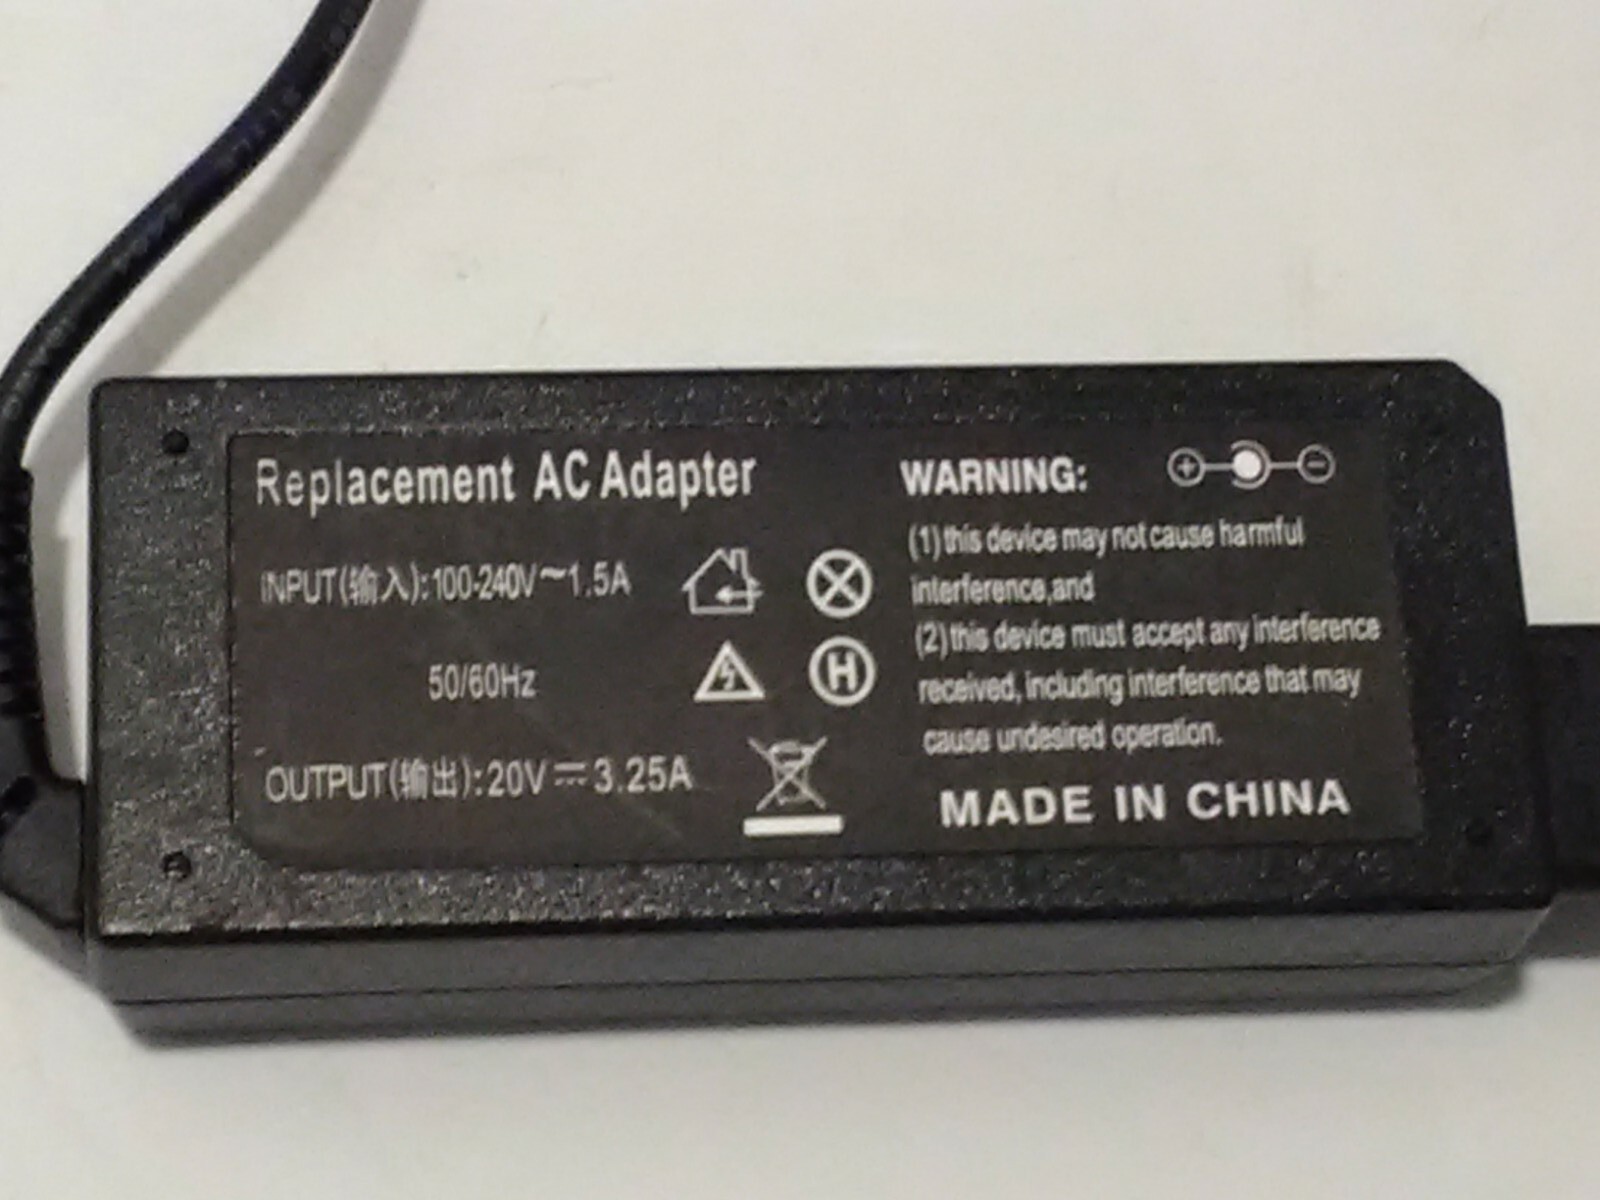 Replacement AC Adapter
INPUT(输入):100-240V~1.5A
50/60Hz
OUTPUT(输出):20V⎓3.25A
H
WARNING:
(1)this device may not cause harmful
interference,and
(2)this device must accept any interference
received, including interference that may
cause undesired operation.
MADE IN CHINA